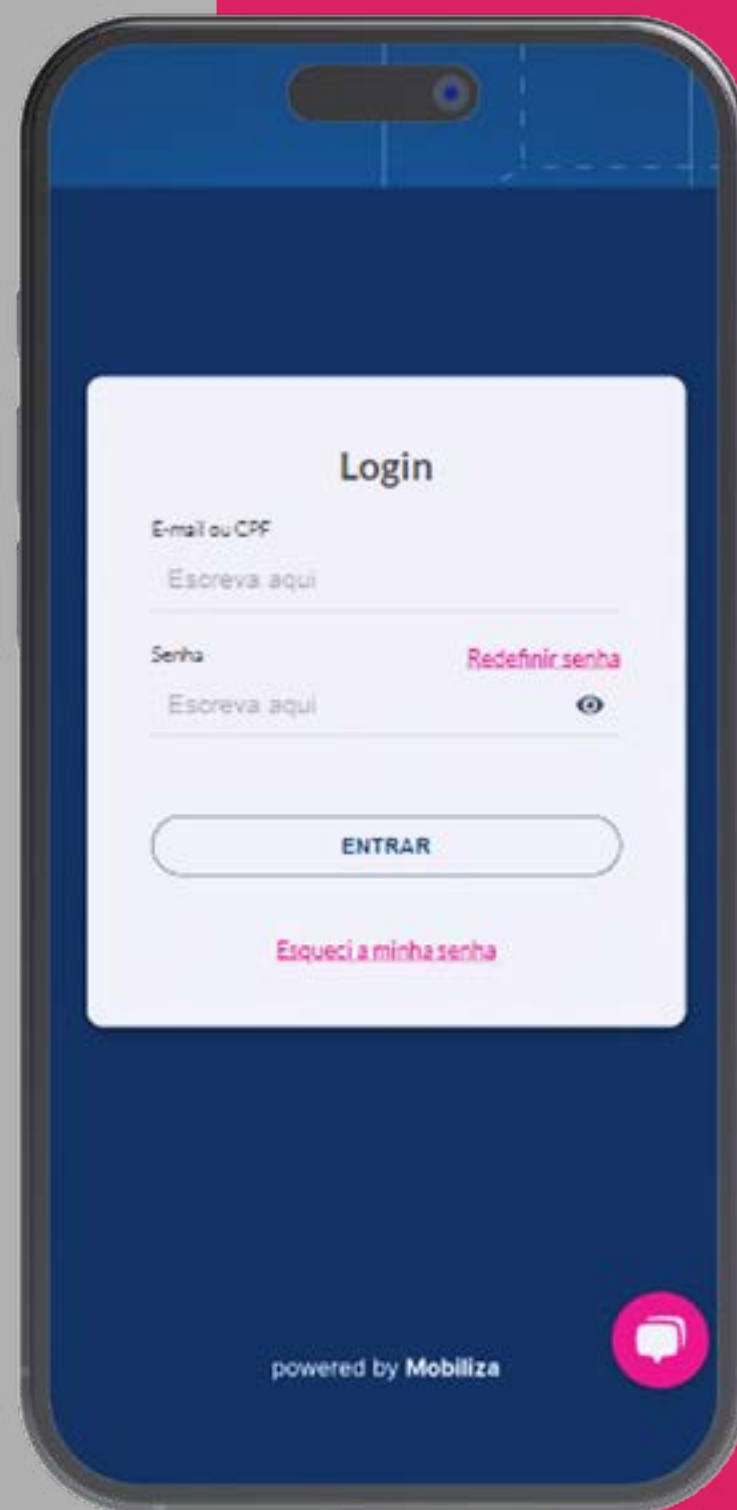 Login
E-mail ou CPF
Escreva aqui
Senha
Redefinir senha
Escreva aqui
ENTRAR
Esqueci a minha senha
powered by Mobiliza